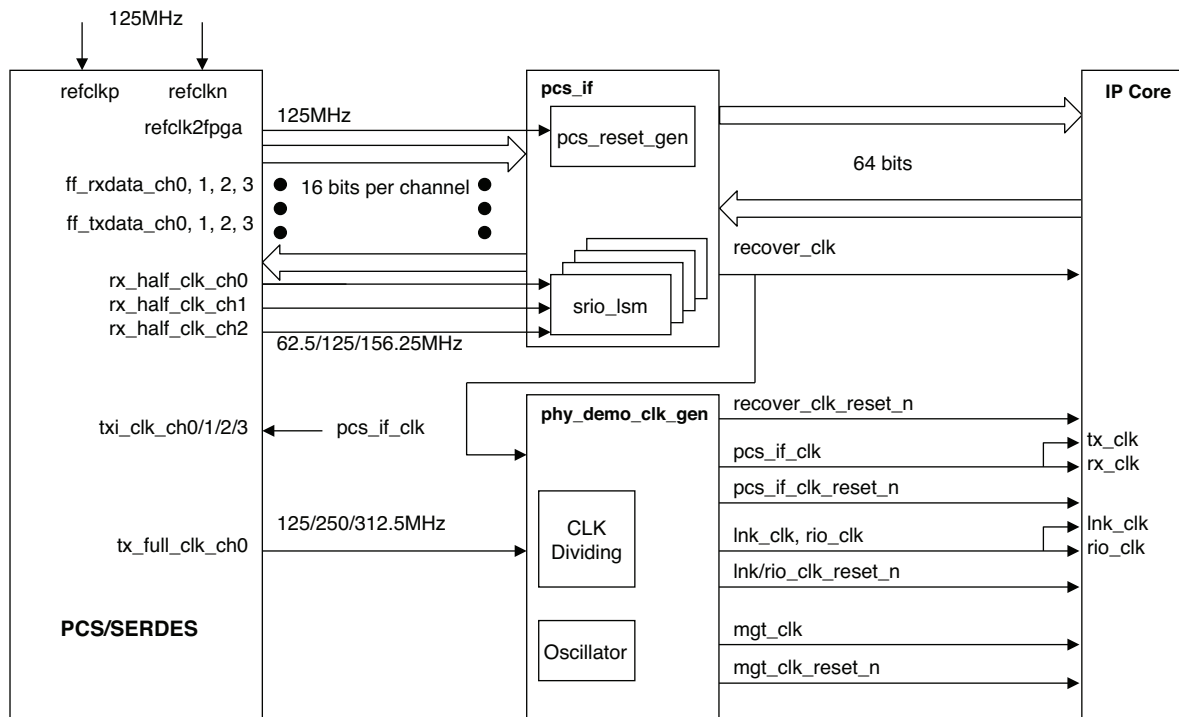 125MHz
refclkp
refclkn
refclk2fpga
ff_rxdata_ch0, 1, 2, 3
ff_txdata_ch0, 1, 2, 3
rx_half_clk_ch0
rx_half_clk_ch1
rx_half_clk_ch2
txi_clk_ch0/1/2/3
tx_full_clk_ch0
PCS/SERDES
125MHz
16 bits per channel
62.5/125/156.25MHz
pcs_if_clk
125/250/312.5MHz
pcs_if
pcs_reset_gen
srio_lsm
phy_demo_clk_gen
CLK
Dividing
Oscillator
64 bits
recover_clk
recover_clk_reset_n
pcs_if_clk
pcs_if_clk_reset_n
lnk_clk, rio_clk
lnk/rio_clk_reset_n
mgt_clk
mgt_clk_reset_n
IP Core
tx_clk
rx_clk
lnk_clk
rio_clk